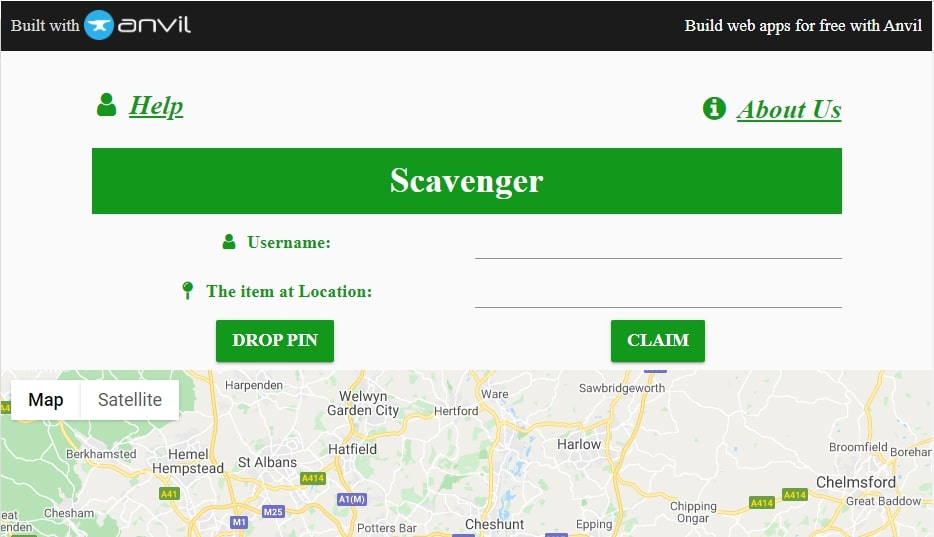 Built with anvil
Build web apps for free with Anvil
Help
About Us
Scavenger
Username:
The item at Location:
DROP PIN
CLAIM
Map
Satellite
A4
Harpenden
Welwyn
Garden City
Hertford
Ware
Sawbridgeworth
Berkhamsted
Hemel
Hempstead
St Albans
Hatfield
Harlow
Broomfield
Borehar
Chelmsford
Great Baddow
A41
A414
A1(M)
A414
A414
M25
M1
Chesham
Potters Bar
Cheshunt
Epping
Chipping
Ongar
eat
enden